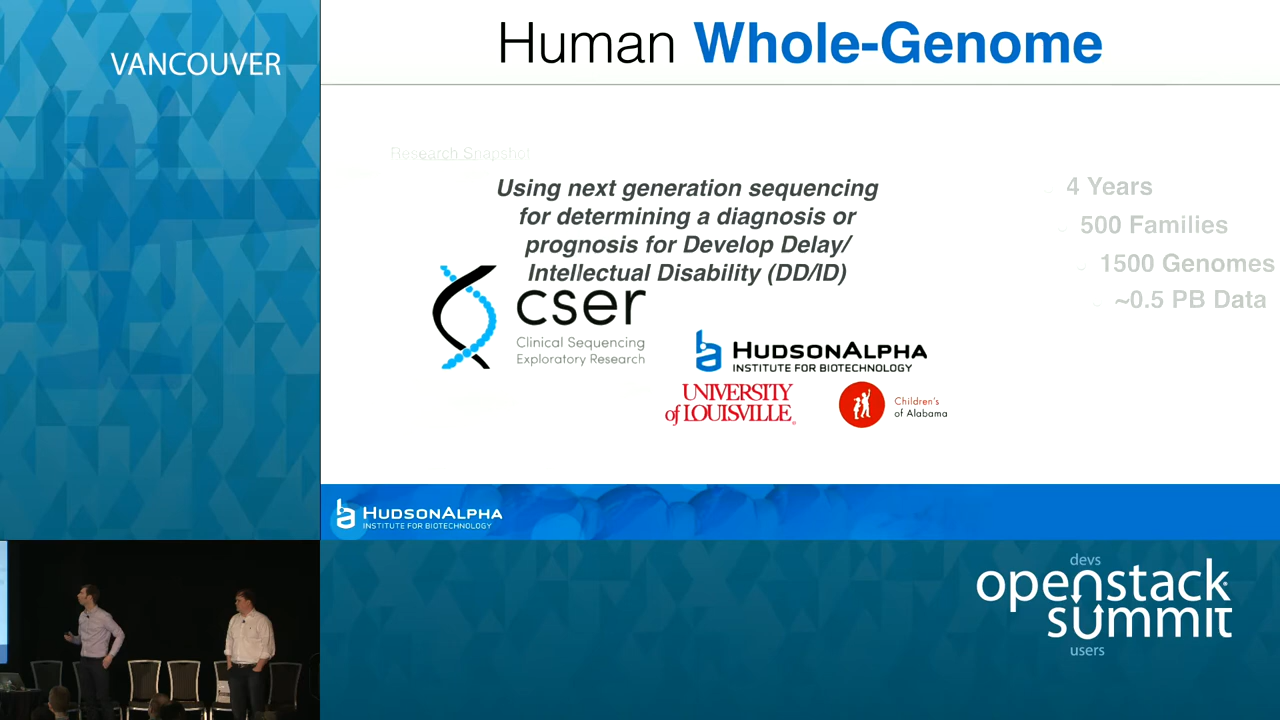 VANCOUVER
Human Whole-Genome
Research Snapshot
Using next generation sequencing
for determining a diagnosis or
prognosis for Develop Delay/
Intellectual Disability (DD/ID)
4 Years
500 Families
1500 Genomes
~0.5 PB Data
cser
Clinical Sequencing
Exploratory Research
HUDSONALPHA
INSTITUTE FOR BIOTECHNOLOGY
UNIVERSITY
of LOUISVILLE
Children's
of Alabama
HUDSONALPHA
INSTITUTE FOR BIOTECHNOLOGY
devs
openstack
summit
users